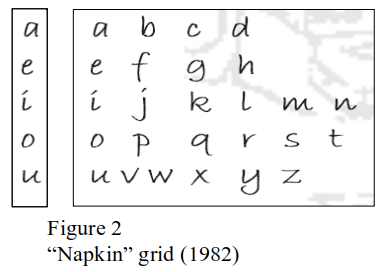 a a b c d
e e f g h
i i j k l m n
o o p q r s t
u u v w x y z
Figure 2
“Napkin” grid (1982)